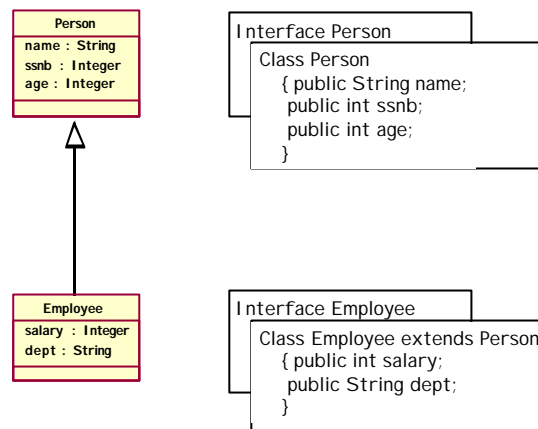 Person
name : String
ssnb : Integer
age : Integer
Interface Person
Class Person
{ public String name;
public int ssnb;
public int age;
}
Employee
salary : Integer
dept : String
Interface Employee
Class Employee extends Person
{ public int salary;
public String dept;
}